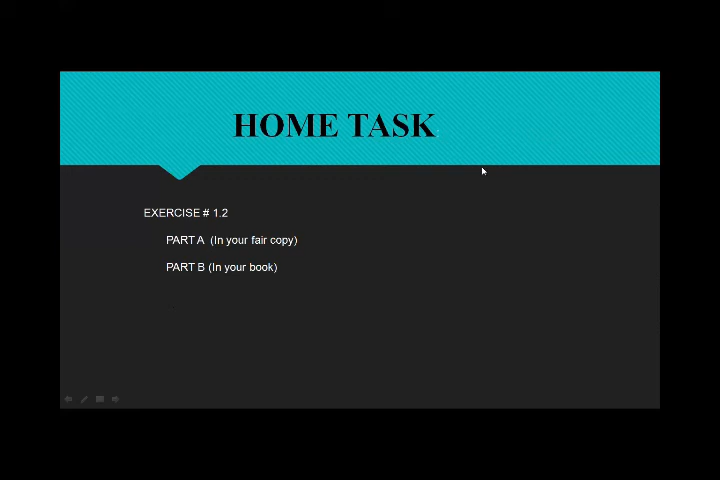 HOME TASK:
EXERCISE # 1.2
PART A (In your fair copy)
PART B (In your book)